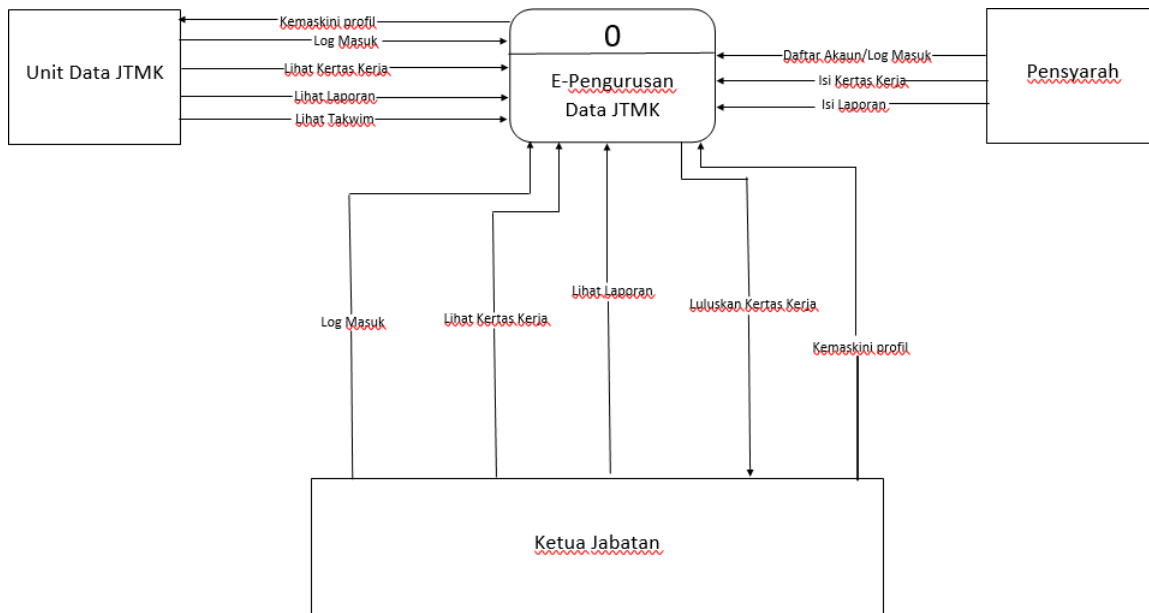 Kemaskini profil
Log Masuk
Lihat Kertas Kerja
Lihat Laporan
Lihat Takwim
Unit Data JTMK
0
E-Pengurusan
Data JTMK
Daftar Akaun/Log Masuk
Isi Kertas Kerja
Isi Laporan
Pensyarah
Log Masuk
Lihat Kertas Kerja
Lihat Laporan
Luluskan Kertas Kerja
Kemaskini profil
Ketua Jabatan